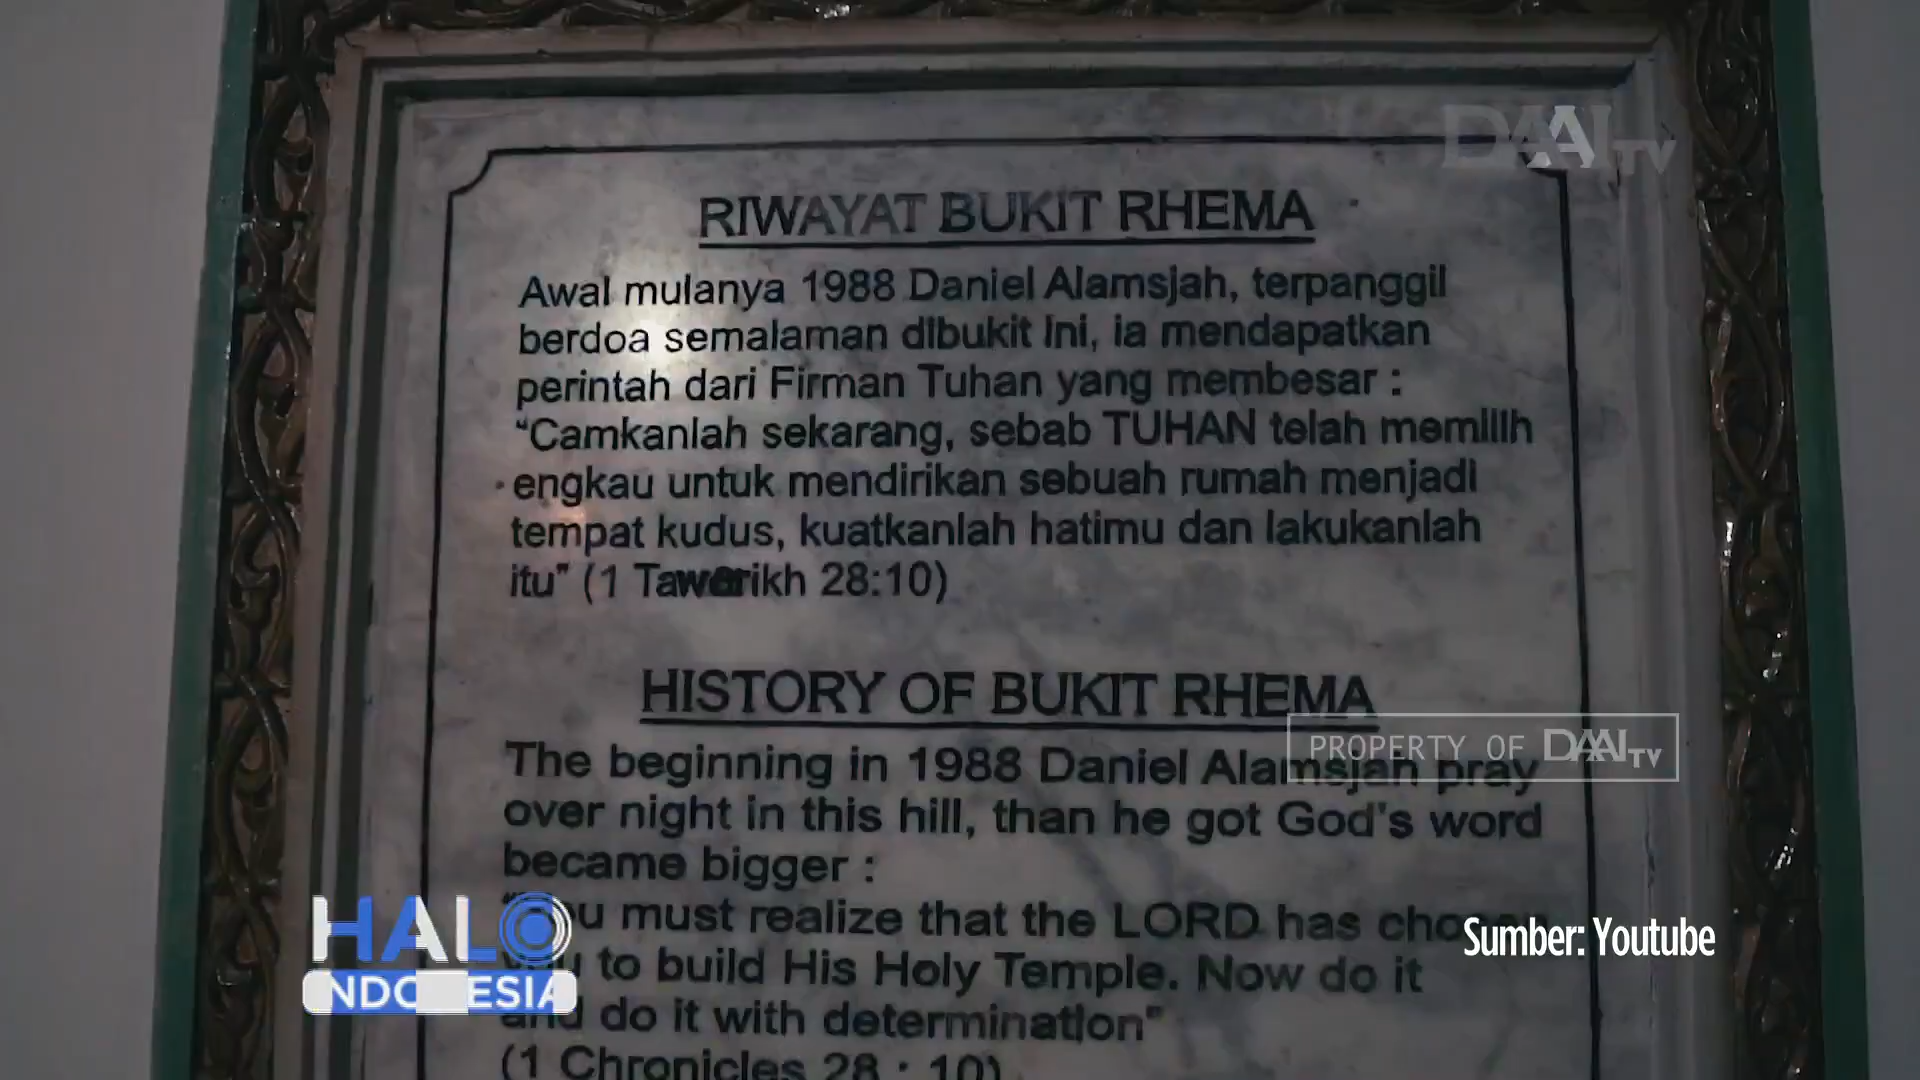 DAAI TV
RIWAYAT BUKIT RHEMA
Awal mulanya 1988 Daniel Alamsjah, terpanggil
berdoa semalaman dibukit ini, ia mendapatkan
perintah dari Firman Tuhan yang membesar :
“Camkanlah sekarang, sebab TUHAN telah memilih
engkau untuk mendirikan sebuah rumah menjadi
tempat kudus, kuatkanlah hatimu dan lakukanlah
itu” (1 Tawarikh 28:10)
HISTORY OF BUKIT RHEMA
The beginning in 1988 Daniel Alamsjah pray
PROPERTY OF DAAI TV
over night in this hill, than he got God's word
became bigger :
must realize that the LORD has
to build His Holy Temple. Now do it
and do it with determination”
(1 Chronicles 28 : 10)
HALO
INDONESIA
Sumber: Youtube